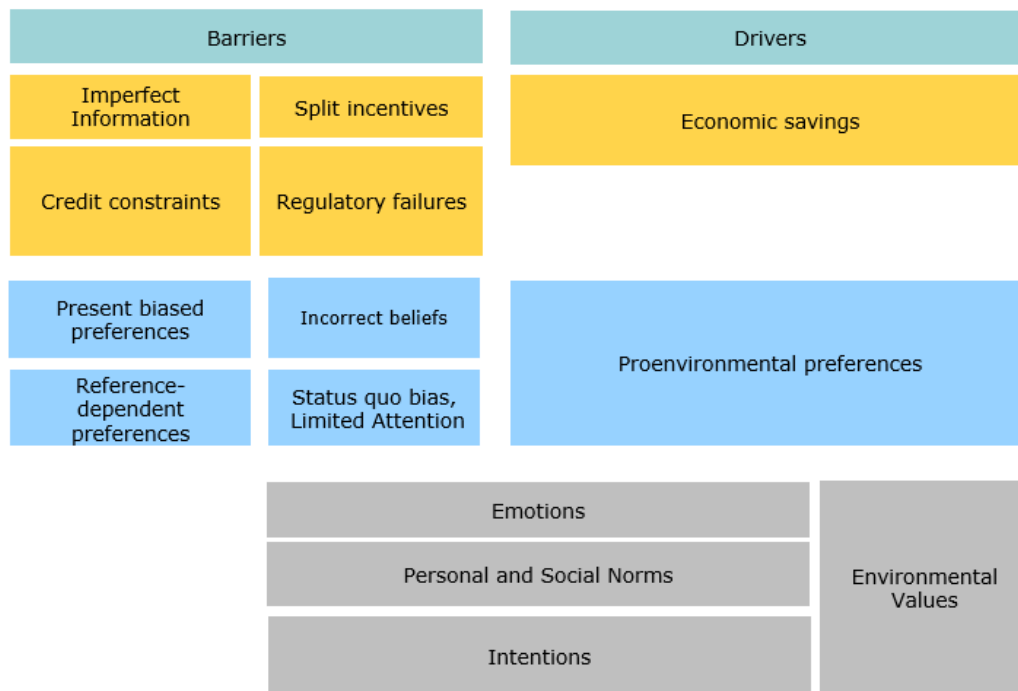 Barriers
Drivers
Imperfect
Information
Split incentives
Economic savings
Credit constraints
Regulatory failures
Present biased
preferences
Incorrect beliefs
Proenvironmental preferences
Reference-
dependent
preferences
Status quo bias,
Limited Attention
Emotions
Personal and Social Norms
Environmental
Values
Intentions